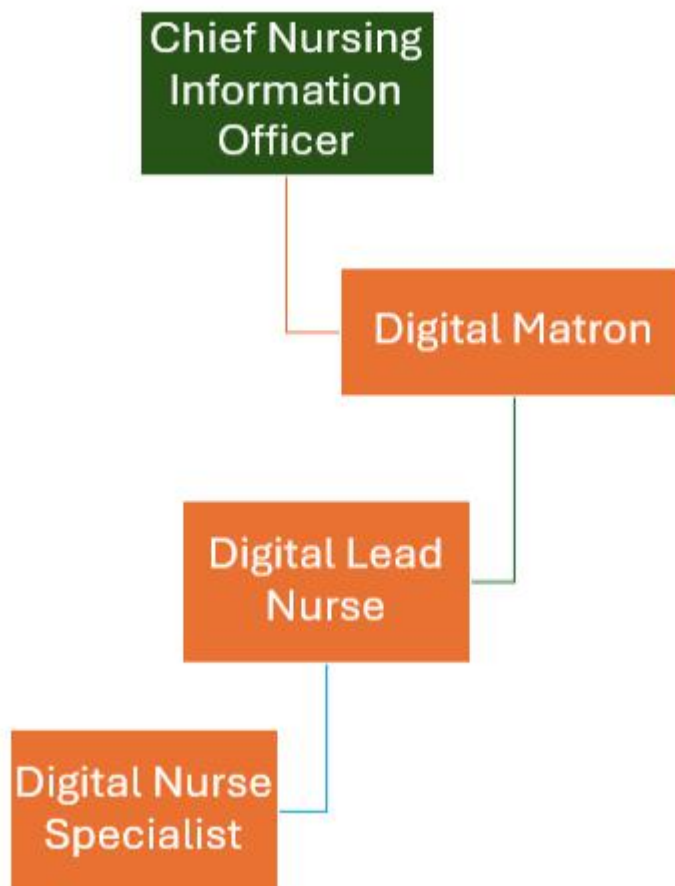 Chief Nursing
Information
Officer
Digital Matron
Digital Lead
Nurse
Digital Nurse
Specialist